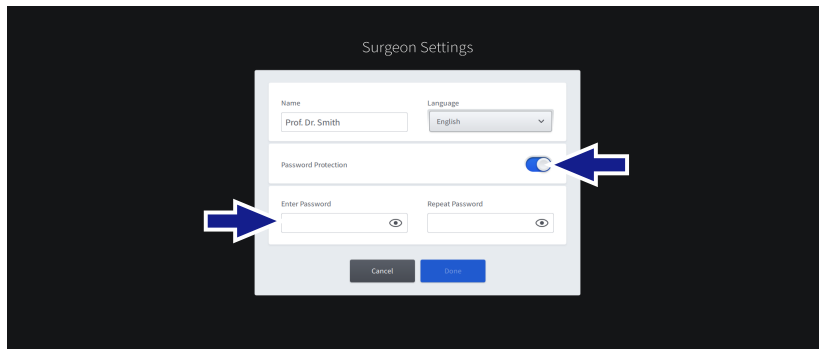 Surgeon Settings
Name
Language
Prof. Dr. Smith
English
Password Protection
Enter Password
Repeat Password
Cancel
Done